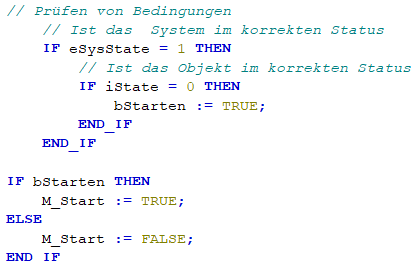 // Prüfen von Bedingungen
// Ist das  System im korrekten Status
IF eSysState = 1 THEN
// Ist das Objekt im korrekten Status
IF iState = 0 THEN
bStarten := TRUE;
END_IF
END_IF
IF bStarten THEN
M_Start := TRUE;
ELSE
M_Start := FALSE;
END_IF